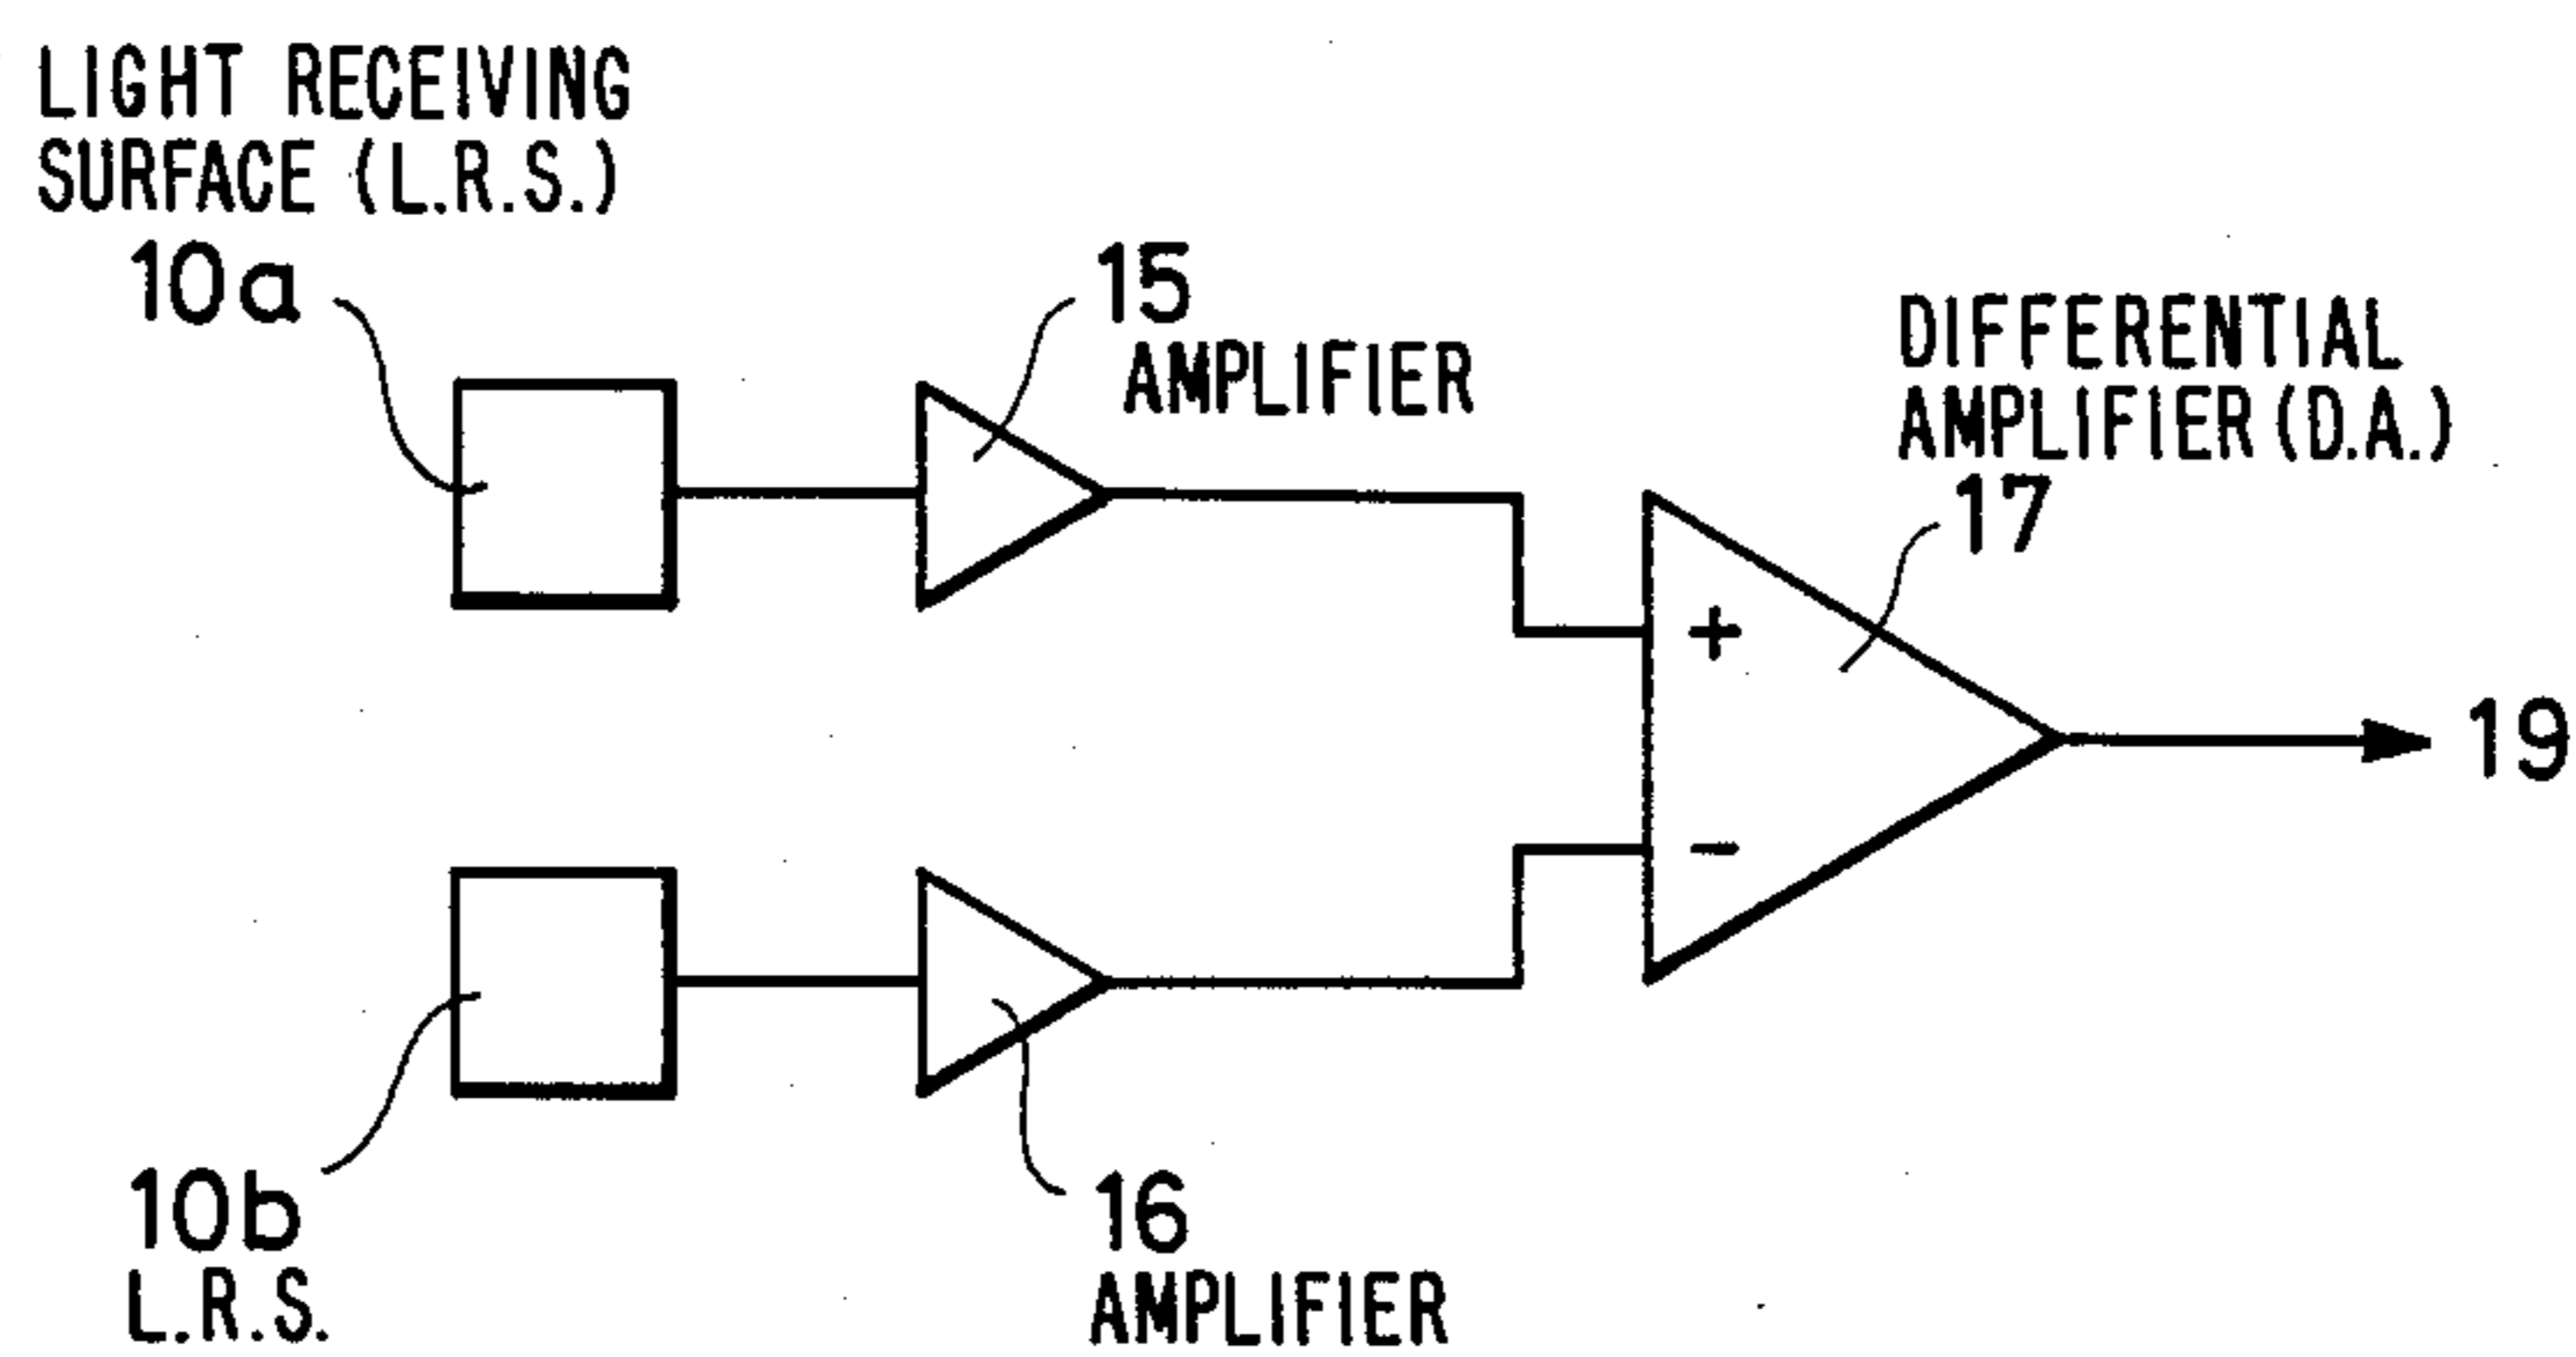 LIGHT RECEIVING
SURFACE (L.R.S.)
10a
15
AMPLIFIER
DIFFERENTIAL
AMPLIFIER (D.A.)
17
+
-
19
10b
L.R.S.
16
AMPLIFIER